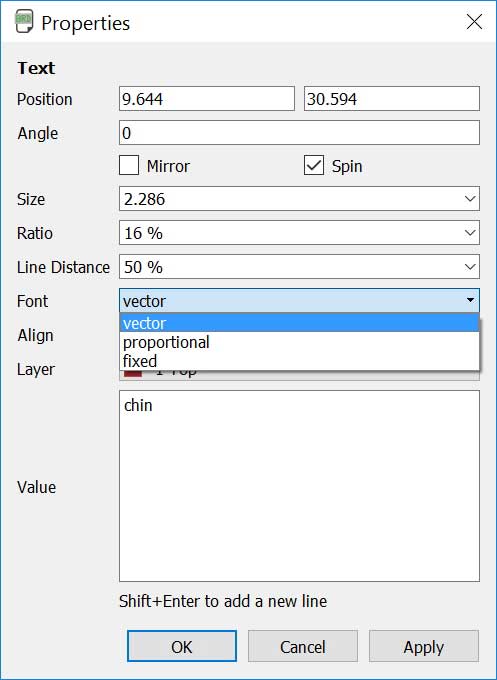 BRD Properties
Text
Position 9.644 30.594
Angle 0
Mirror Spin
Size 2.286
Ratio 16 %
Line Distance 50 %
Font vector
vector
Align proportional
fixed
Layer
chin
Value
Shift+Enter to add a new line
OK Cancel Apply